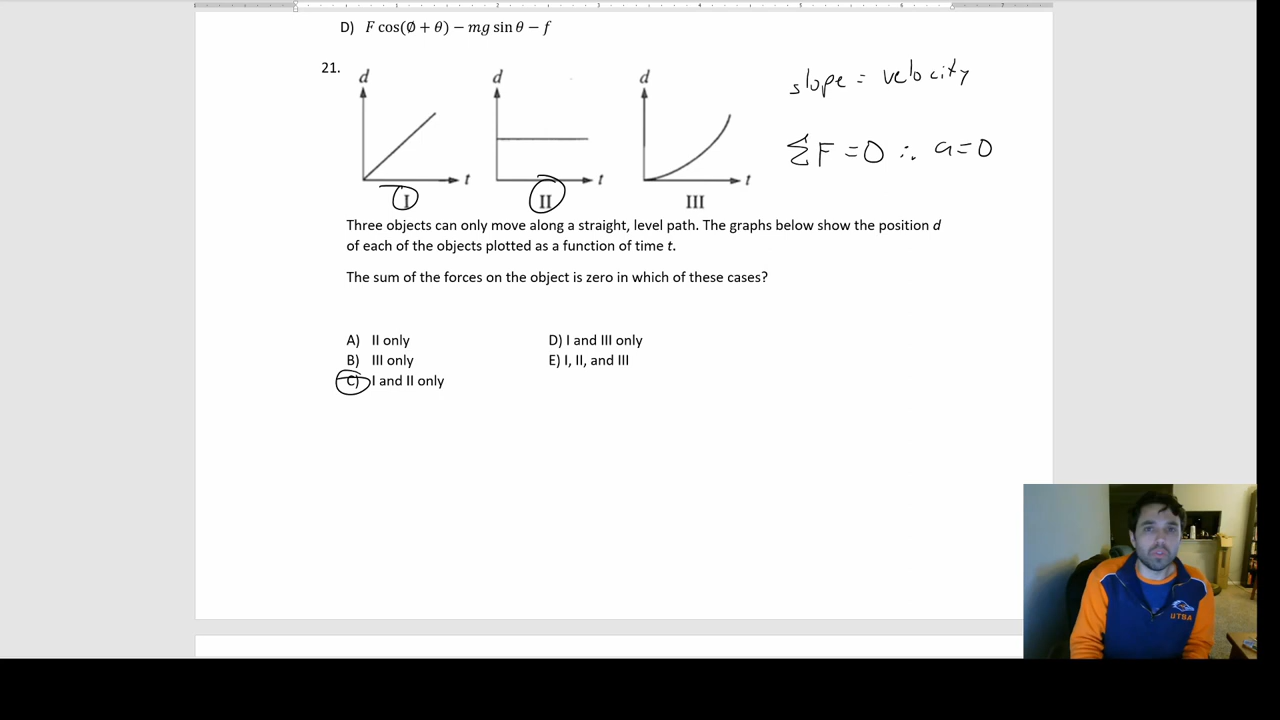 D) F cos(Ø + θ) − mg sin θ − f
21.
d d d
slope = velocity
ΣF = 0 ∴ a = 0
t t t
I II III
Three objects can only move along a straight, level path. The graphs below show the position d
of each of the objects plotted as a function of time t.
The sum of the forces on the object is zero in which of these cases?
A) II only D) I and III only
B) III only E) I, II, and III
C) I and II only
UTSA